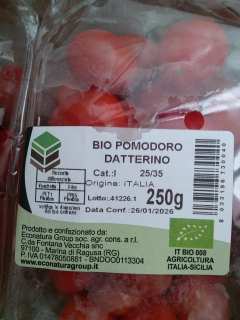 BIO POMODORO
DATTERINO
Cat.:I 25/35
Origine: ITALIA
Lotto:.41226.1 250g
Data Conf.:26/01/2026
Prodotto e confezionato da:
Econatura Group soc. agr. cons. a r.l.
C.da Fontana Vecchia snc
Marina di Ragusa (RG)
P.IVA 01478050881 - BNDOO0113304
www.econaturagroup.it
IT BIO 009
AGRICOLTURA
ITALIA-SICILIA